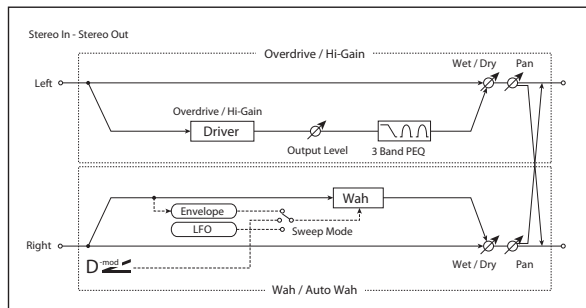 Stereo In - Stereo Out
Overdrive / Hi-Gain
Wet / Dry
Pan
Left
Overdrive / Hi-Gain
Driver
Output Level
3 Band PEQ
Wah
Envelope
LFO
Sweep Mode
Right
D-mod
Wet / Dry
Pan
Wah / Auto Wah